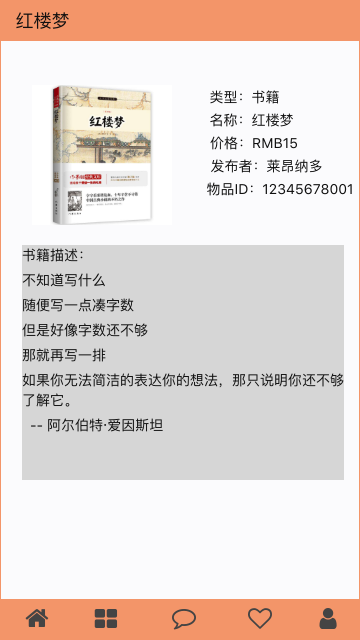 红楼梦
红楼梦
类型：书籍
名称：红楼梦
价格：RMB15
发布者：莱昂纳多
物品ID：12345678001
书籍描述：
不知道写什么
随便写一点凑字数
但是好像字数还不够
那就再写一排
如果你无法简洁的表达你的想法，那只说明你还不够
了解它。
-- 阿尔伯特·爱因斯坦